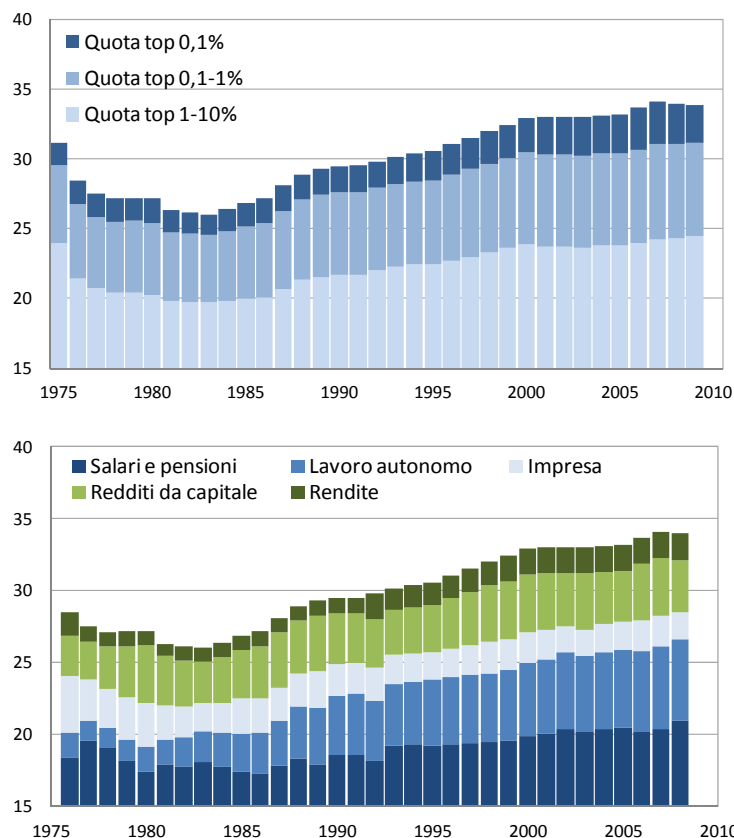 40
Quota top 0,1%
35
Quota top 0,1-1%
Quota top 1-10%
30
25
20
15
1975 1980 1985 1990 1995 2000 2005 2010
40
Salari e pensioni Lavoro autonomo Impresa
Redditi da capitale Rendite
35
30
25
20
15
1975 1980 1985 1990 1995 2000 2005 2010